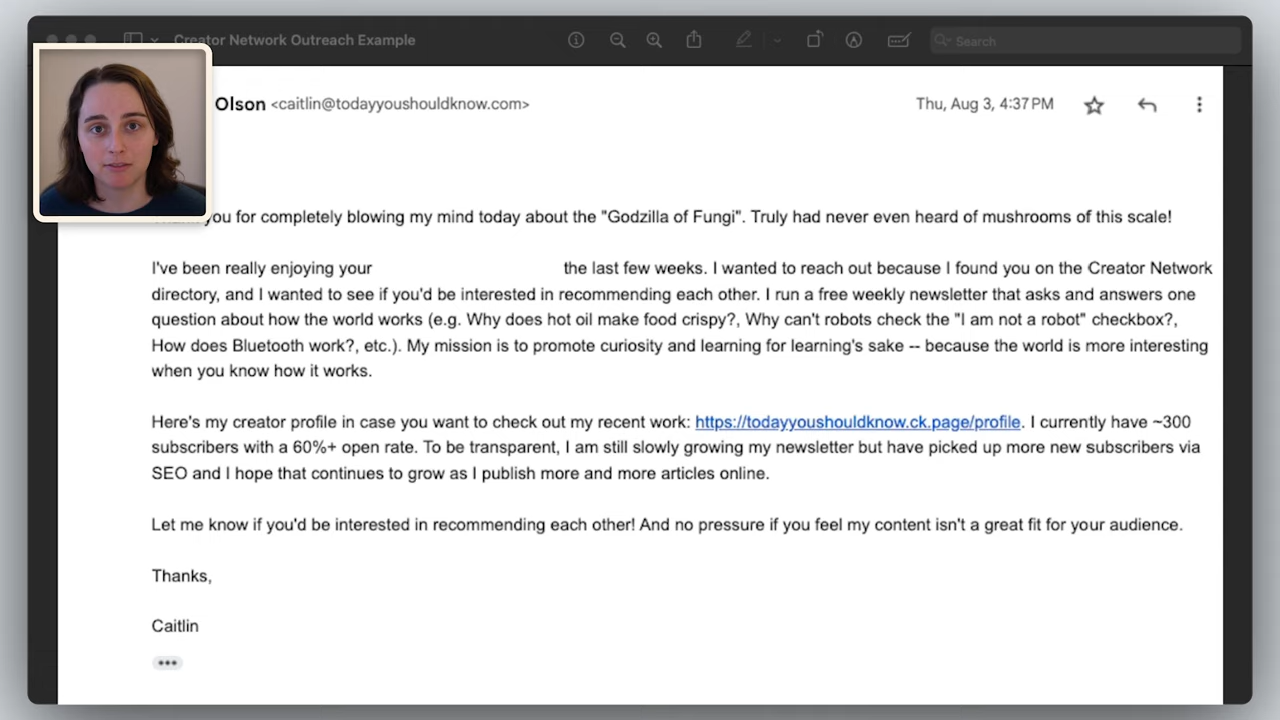 Creator Network Outreach Example
Search
Olson <caitlin@todayyoushouldknow.com>
Thu, Aug 3, 4:37 PM
you for completely blowing my mind today about the "Godzilla of Fungi". Truly had never even heard of mushrooms of this scale!
I've been really enjoying your the last few weeks. I wanted to reach out because I found you on the Creator Network
directory, and I wanted to see if you'd be interested in recommending each other. I run a free weekly newsletter that asks and answers one
question about how the world works (e.g. Why does hot oil make food crispy?, Why can't robots check the "I am not a robot" checkbox?,
How does Bluetooth work?, etc.). My mission is to promote curiosity and learning for learning's sake -- because the world is more interesting
when you know how it works.
Here's my creator profile in case you want to check out my recent work: https://todayyoushouldknow.ck.page/profile. I currently have ~300
subscribers with a 60%+ open rate. To be transparent, I am still slowly growing my newsletter but have picked up more new subscribers via
SEO and I hope that continues to grow as I publish more and more articles online.
Let me know if you'd be interested in recommending each other! And no pressure if you feel my content isn't a great fit for your audience.
Thanks,
Caitlin